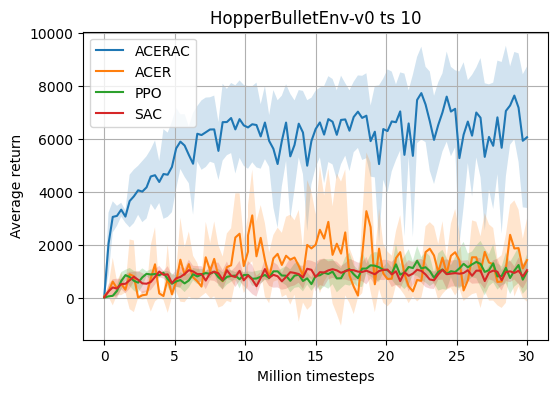 HopperBulletEnv-v0 ts 10
ACERAC
ACER
PPO
SAC
10000
8000
6000
4000
2000
0
Average return
0 5 10 15 20 25 30
Million timesteps